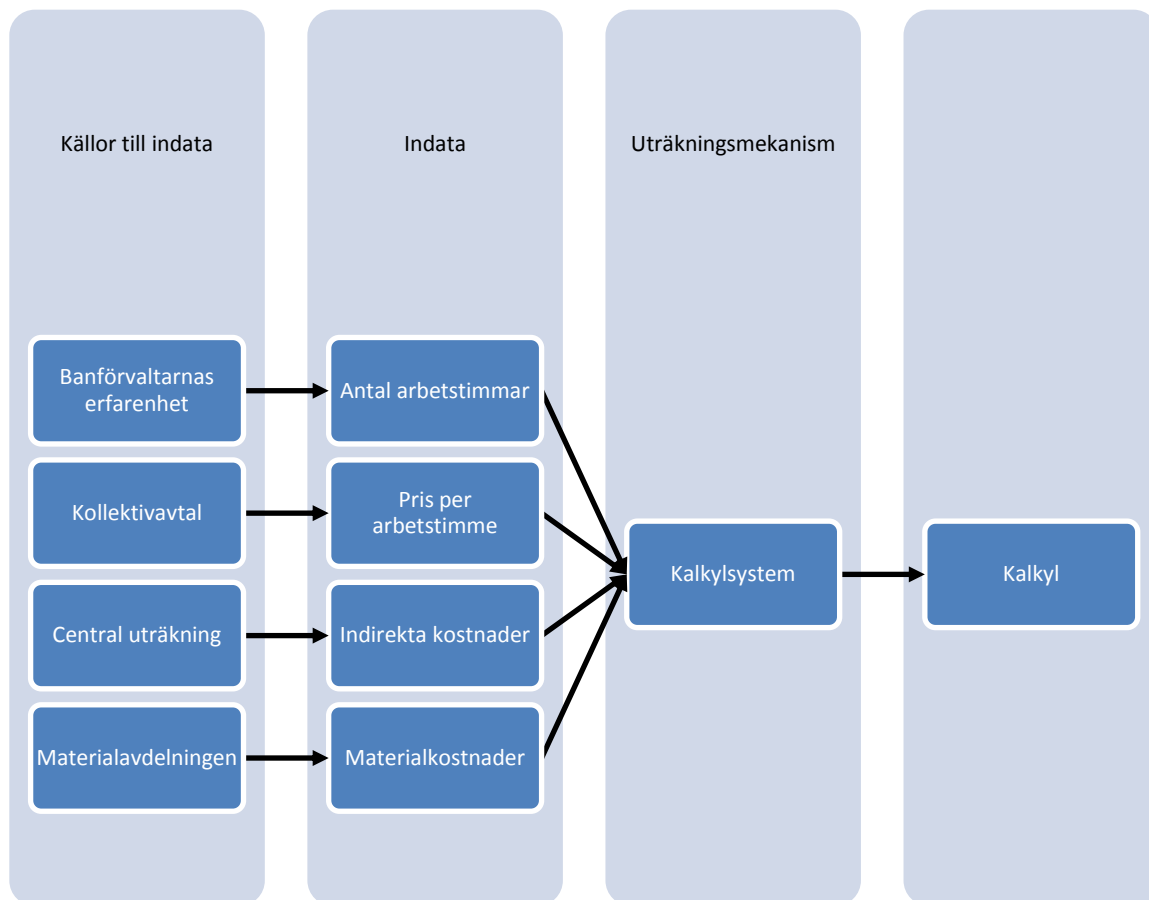 Källor till indata
Indata
Uträkningsmekanism
Banförvaltarnas
erfarenhet
Antal arbetstimmar
Kollektivavtal
Pris per
arbetstimme
Kalkylsystem
Kalkyl
Central uträkning
Indirekta kostnader
Materialavdelningen
Materialkostnader